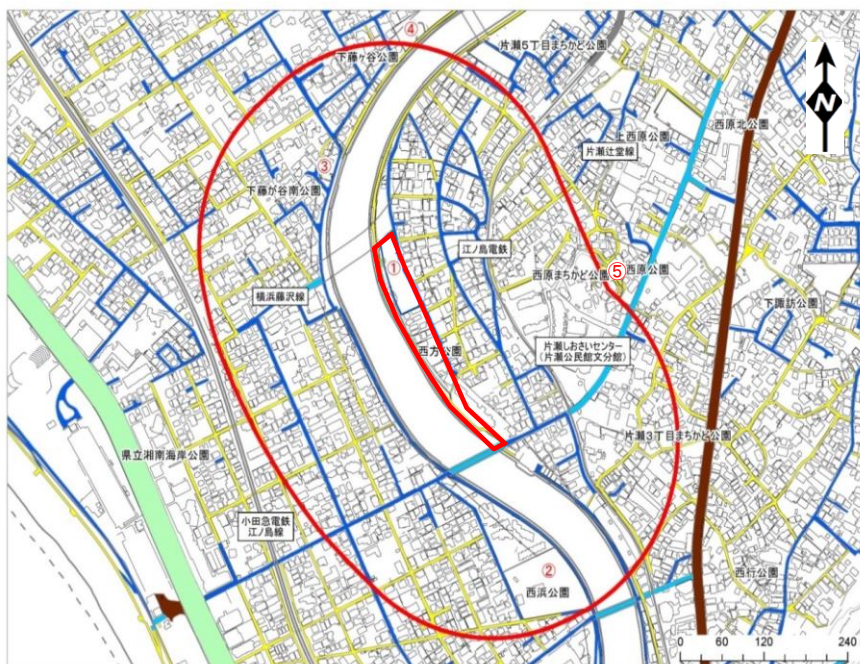 ④
下藤ケ谷公園
片瀬5丁目まちかど公園
N
上西原公園
西原北公園
片瀬辻堂線
③
下藤が谷南公園
江ノ島電鉄
①
西原まちかど公園
⑤
西原公園
横浜藤沢線
下諏訪公園
西方公園
片瀬しおさいセンター
(片瀬公民館文分館)
片瀬3丁目まちかど公園
県立湘南海岸公園
小田急電鉄
江ノ島線
②
西浜公園
西行公園
0 60 120 240